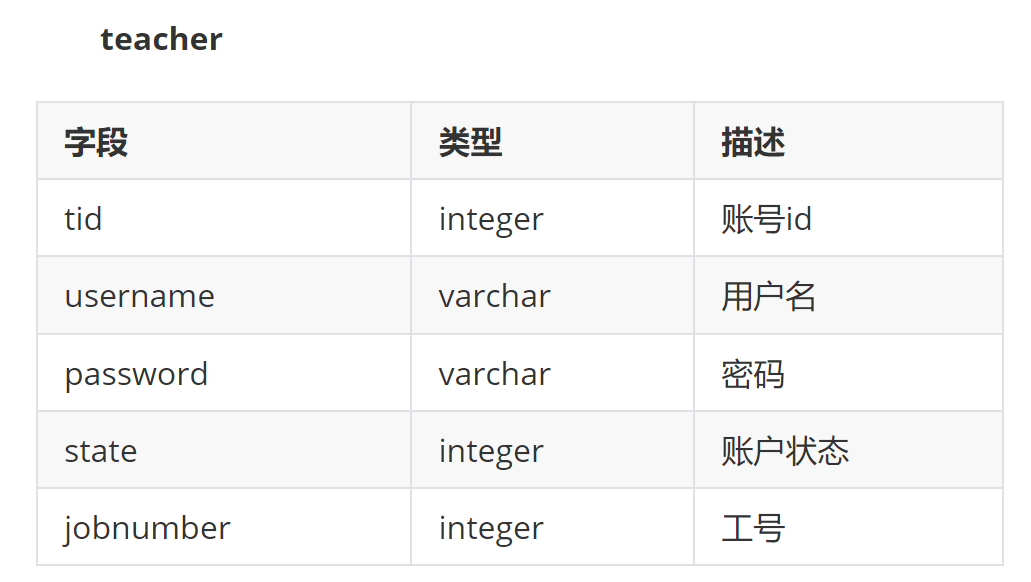 teacher
字段 类型 描述
tid integer 账号id
username varchar 用户名
password varchar 密码
state integer 账户状态
jobnumber integer 工号